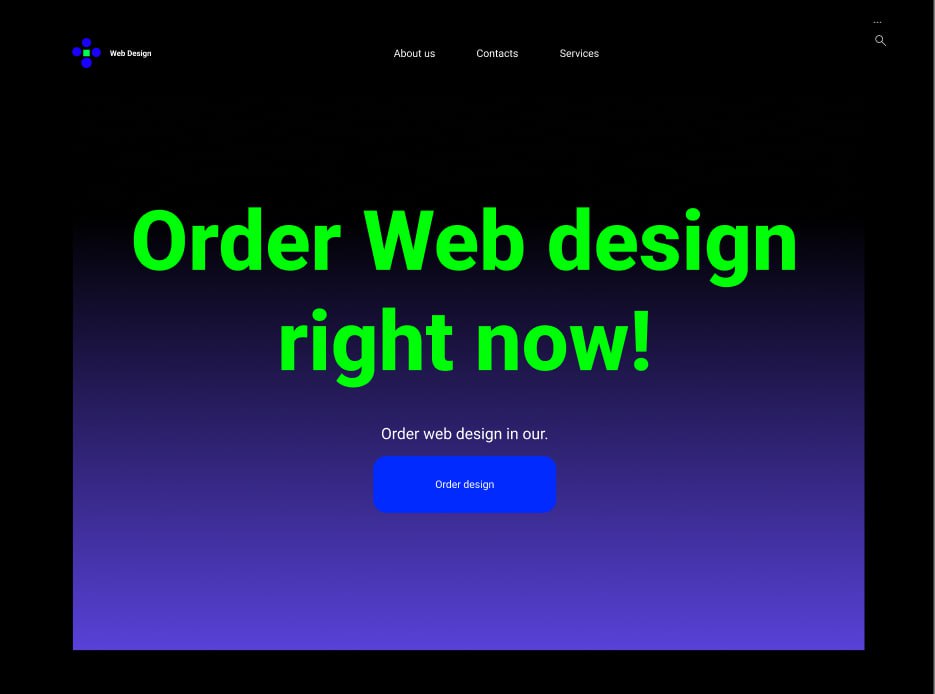 ...
Web Design
About us
Contacts
Services
Order Web design
right now!
Order web design in our.
Order design